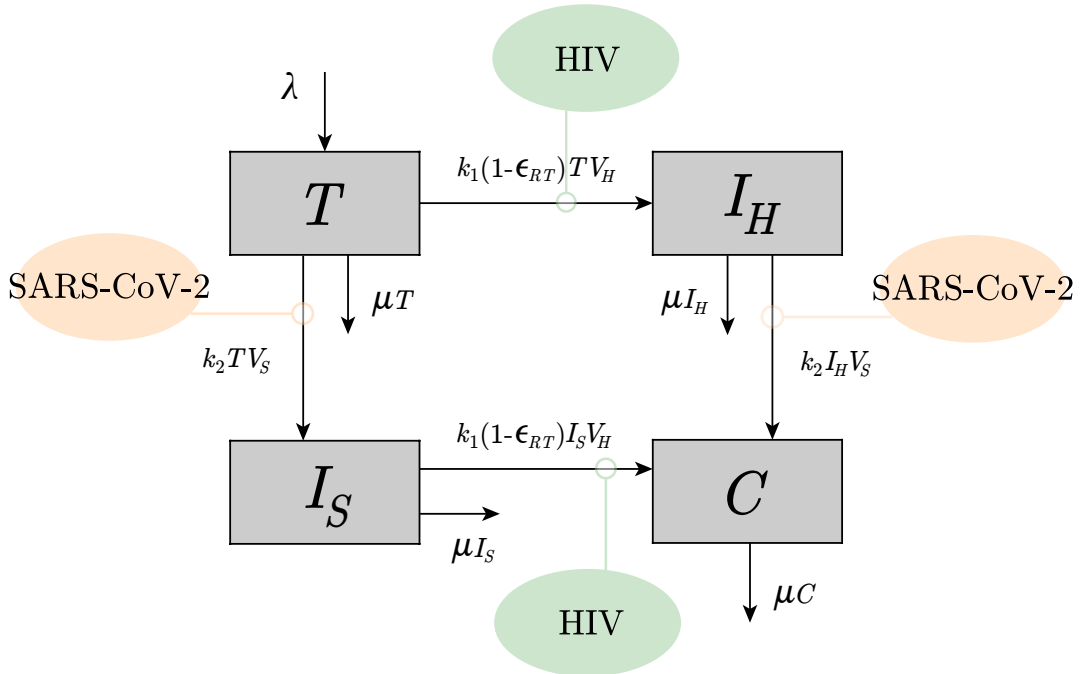 HIV
λ
k₁(1-ϵ_RT)TV_H
T
I_H
SARS-CoV-2
μT
μI_H
SARS-CoV-2
k₂TV_S
k₂I_HV_S
k₁(1-ϵ_RT)I_SV_H
I_S
C
μI_S
μC
HIV